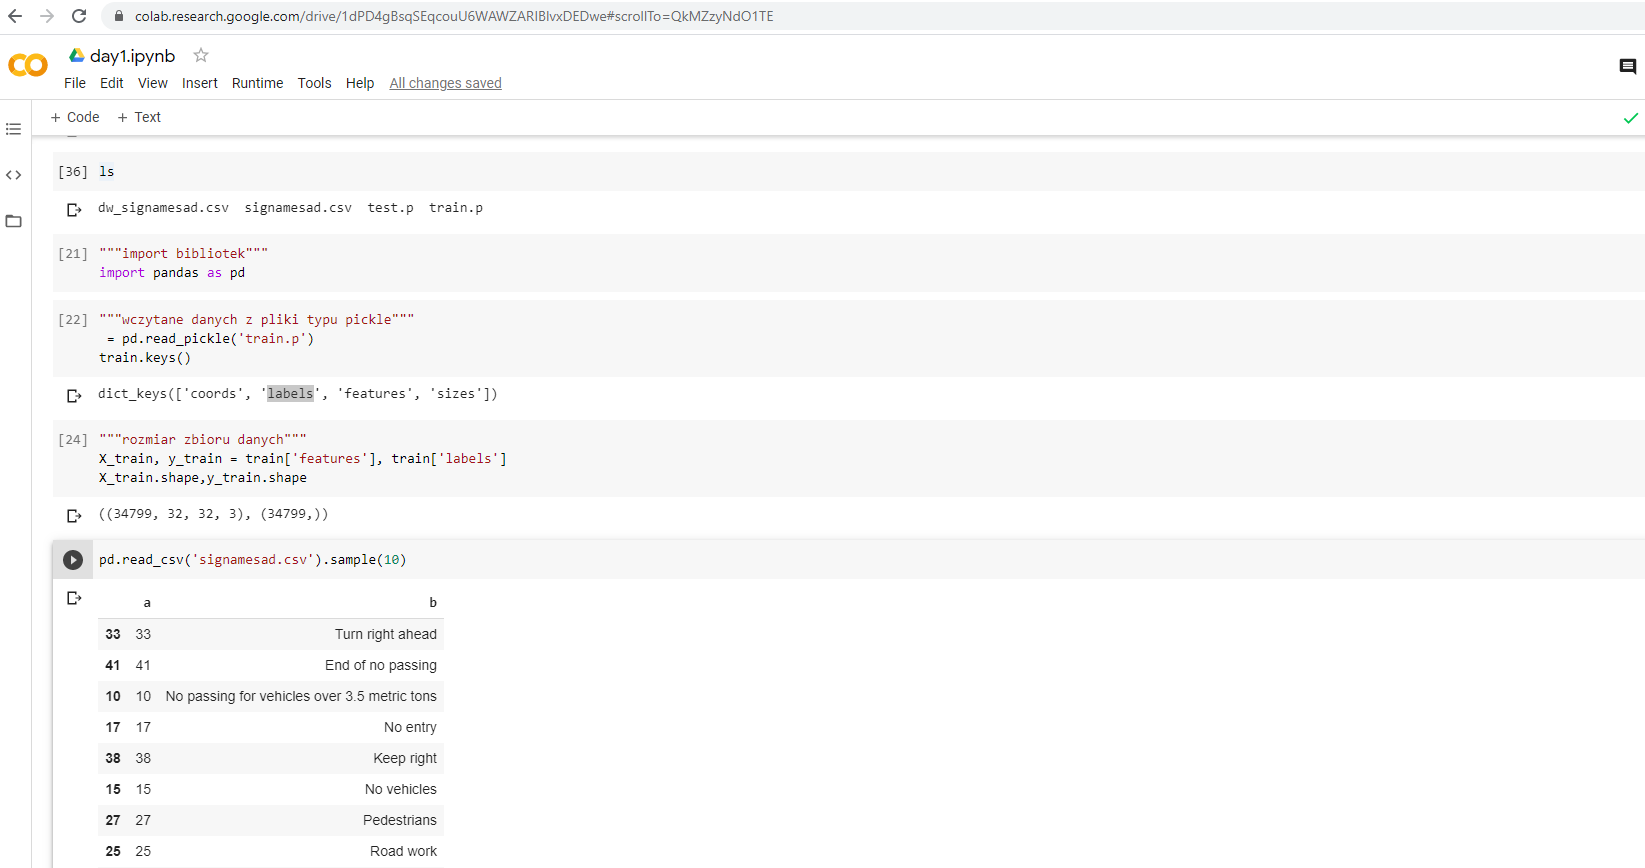 colab.research.google.com/drive/1dPD4gBsqSEqcouU6WAWZARIBlvxDEDwe#scrollTo=QkMZzyNdO1TE
day1.ipynb
File Edit View Insert Runtime Tools Help All changes saved
+ Code + Text
[36] ls
dw_signamesad.csv signamesad.csv test.p train.p
[21] """import bibliotek"""
import pandas as pd
[22] """wczytane danych z pliki typu pickle"""
= pd.read_pickle('train.p')
train.keys()
dict_keys(['coords', 'labels', 'features', 'sizes'])
[24] """rozmiar zbioru danych"""
X_train, y_train = train['features'], train['labels']
X_train.shape,y_train.shape
((34799, 32, 32, 3), (34799,))
pd.read_csv('signamesad.csv').sample(10)
a b
33 33 Turn right ahead
41 41 End of no passing
10 10 No passing for vehicles over 3.5 metric tons
17 17 No entry
38 38 Keep right
15 15 No vehicles
27 27 Pedestrians
25 25 Road work